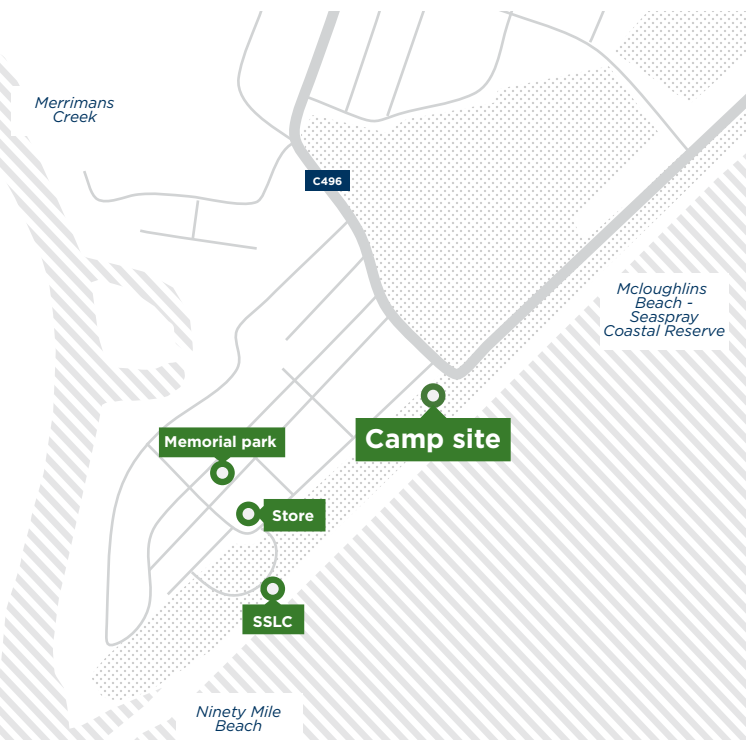 Merrimans
Creek
C496
Mcloughlins
Beach -
Seaspray
Coastal Reserve
Camp site
Memorial park
Store
SSLC
Ninety Mile
Beach